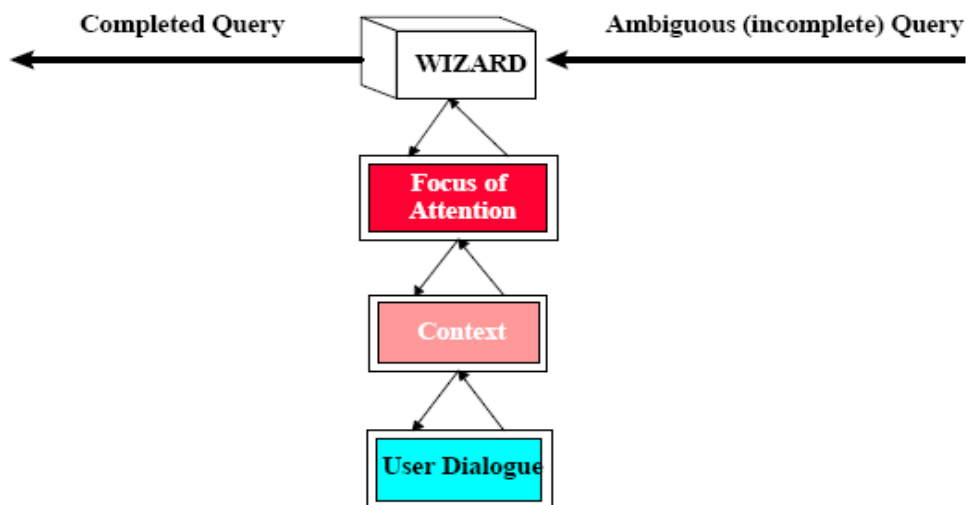 Completed Query
Ambiguous (incomplete) Query
WIZARD
Focus of
Attention
Context
User Dialogue